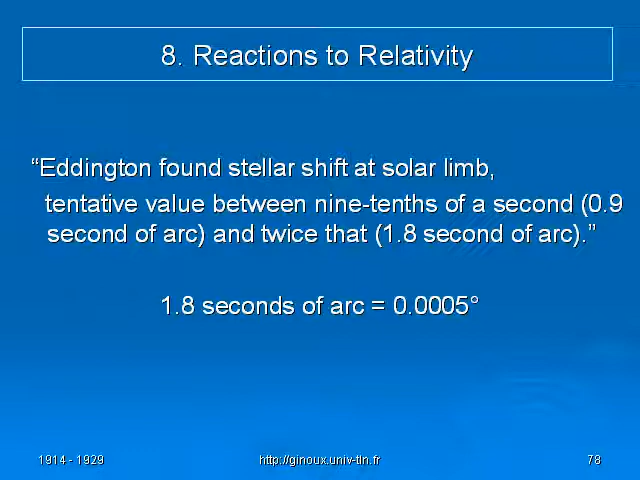 8. Reactions to Relativity
“Eddington found stellar shift at solar limb,
tentative value between nine-tenths of a second (0.9
second of arc) and twice that (1.8 second of arc).”
1.8 seconds of arc = 0.0005°
1914 - 1929 http://ginoux.univ-tln.fr 78